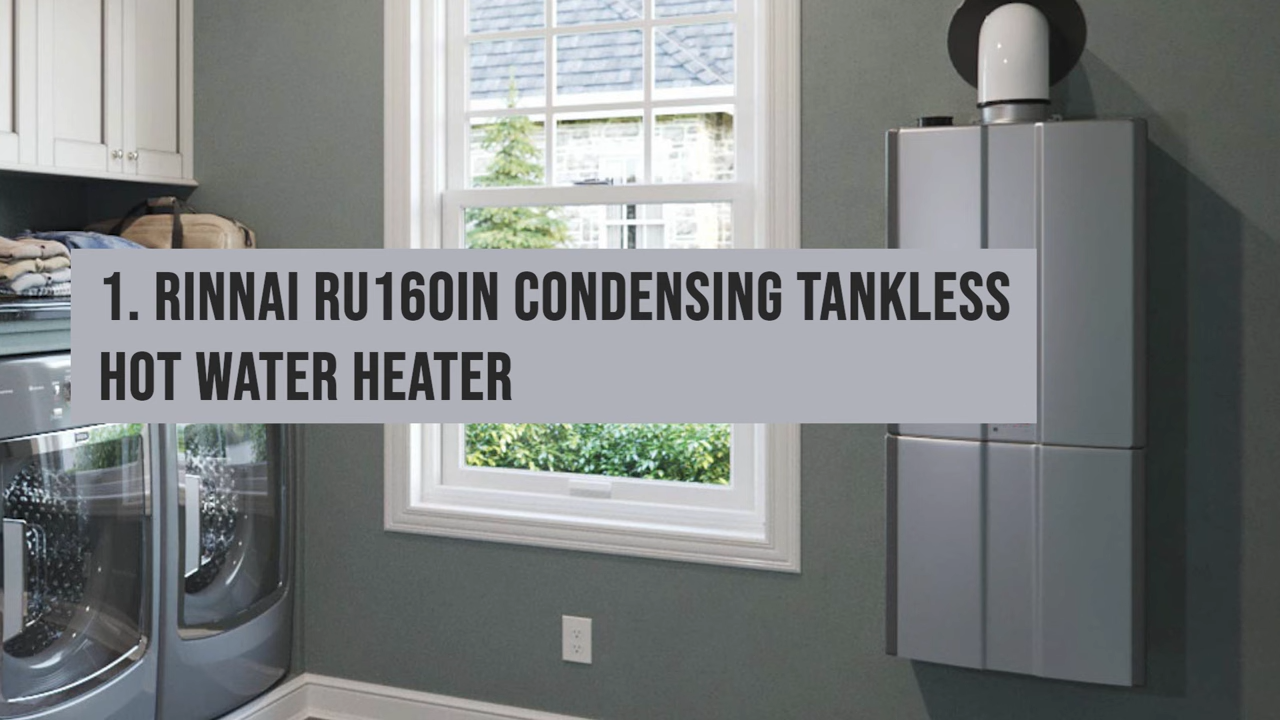 1. RINNAI RU160IN CONDENSING TANKLESS
HOT WATER HEATER